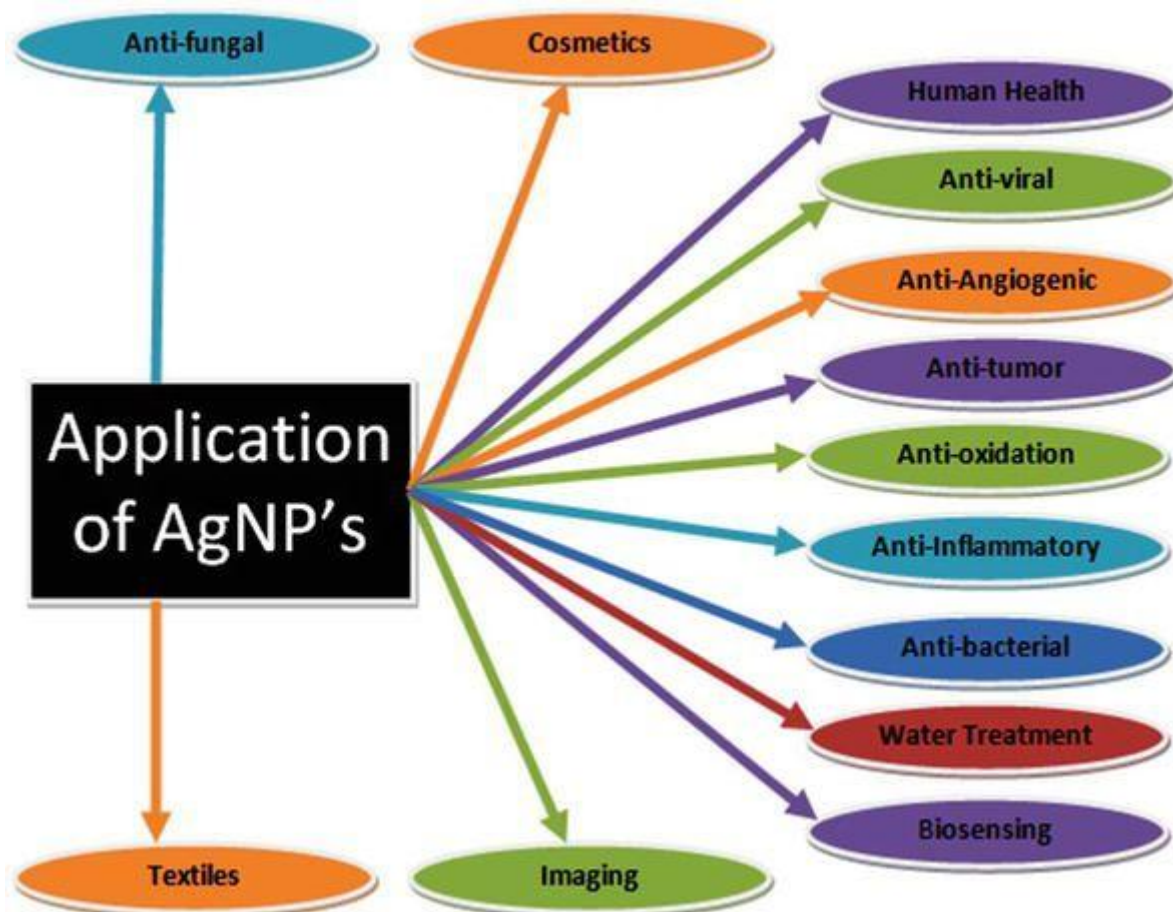 Anti-fungal
Cosmetics
Human Health
Anti-viral
Anti-Angiogenic
Anti-tumor
Application
of AgNP’s
Anti-oxidation
Anti-Inflammatory
Anti-bacterial
Water Treatment
Biosensing
Textiles
Imaging